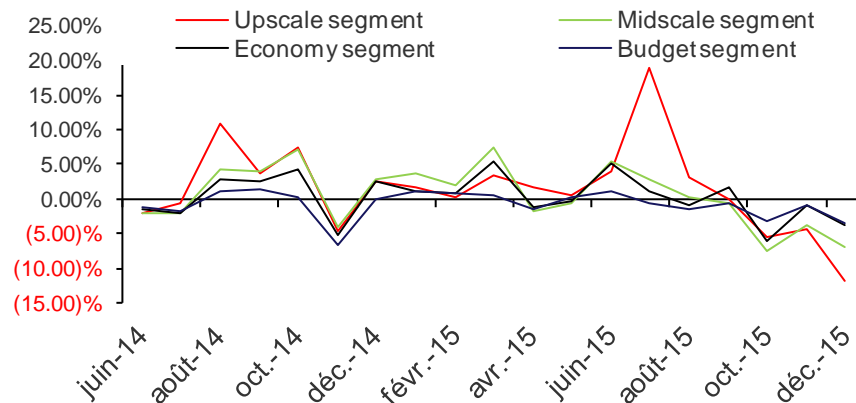 Upscale segment
Midscale segment
Economy segment
Budget segment
25.00%
20.00%
15.00%
10.00%
5.00%
0.00%
(5.00)%
(10.00)%
(15.00)%
juin-14
août-14
oct.-14
déc.-14
févr.-15
avr.-15
juin-15
août-15
oct.-15
déc.-15